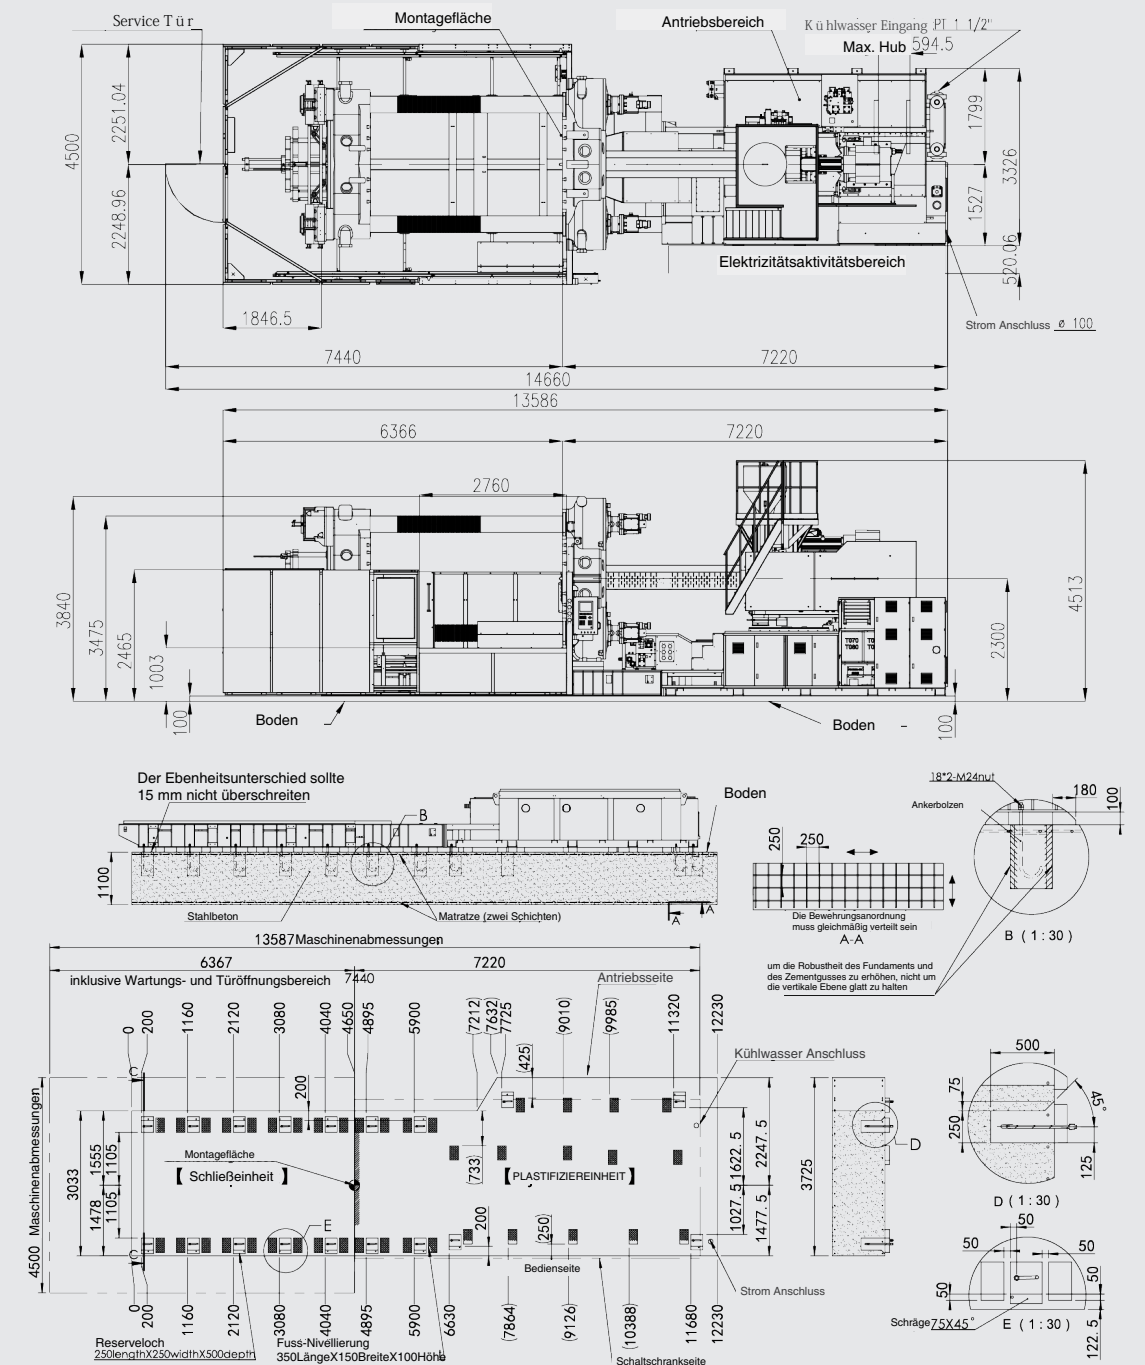 Service Tür
Montagefläche
Antriebsbereich
Kühlwasser Eingang PT 1 1/2"
Max. Hub 594.5
4500
2251.04
2248.96
1799
3326
1527
520.06
Elektrizitätsaktivitätsbereich
Strom Anschluss ø 100
1846.5
7440
7220
14660
13586
6366
7220
2760
3840
3475
2465
1003
100
4513
2300
100
Boden
Boden
Der Ebenheitsunterschied sollte
15 mm nicht überschreiten
B
Boden
1100
Stahlbeton
Matratze (zwei Schichten)
A
A
250
250
Die Bewehrungsanordnung
muss gleichmäßig verteilt sein
A-A
18*2-M24nut
Ankerbolzen
180
100
B ( 1 : 30 )
um die Robustheit des Fundaments und
des Zementgusses zu erhöhen, nicht um
die vertikale Ebene glatt zu halten
13587 Maschinenabmessungen
6367
7220
inklusive Wartungs- und Türöffnungsbereich
7440
Antriebsseite
0
200
1160
2120
3080
4040
4650
4895
5900
(7212)
(7632)
7725
(9010)
(9985)
11320
12230
(425)
Kühlwasser Anschluss
C
200
4500 Maschinenabmessungen
3033
1555
1105
1478
1105
Montagefläche
【 Schließeinheit 】
(733)
【 PLASTIFIZIEREINHEIT 】
1622.5
2247.5
1027.5
1477.5
3725
D
E
200
(250)
Bedienseite
C
Strom Anschluss
0
200
1160
2120
3080
4040
4895
5900
6630
(7864)
(9126)
(10388)
11680
12230
Reserveloch
250lengthX250widthX500depth
Fuss-Nivellierung
350LängeX150BreiteX100Höhe
Schaltschrankseite
500
75
250
45°
125
D ( 1 : 30 )
50
50
50
50
50
122.5
Schräge 75X45°
E ( 1 : 30 )